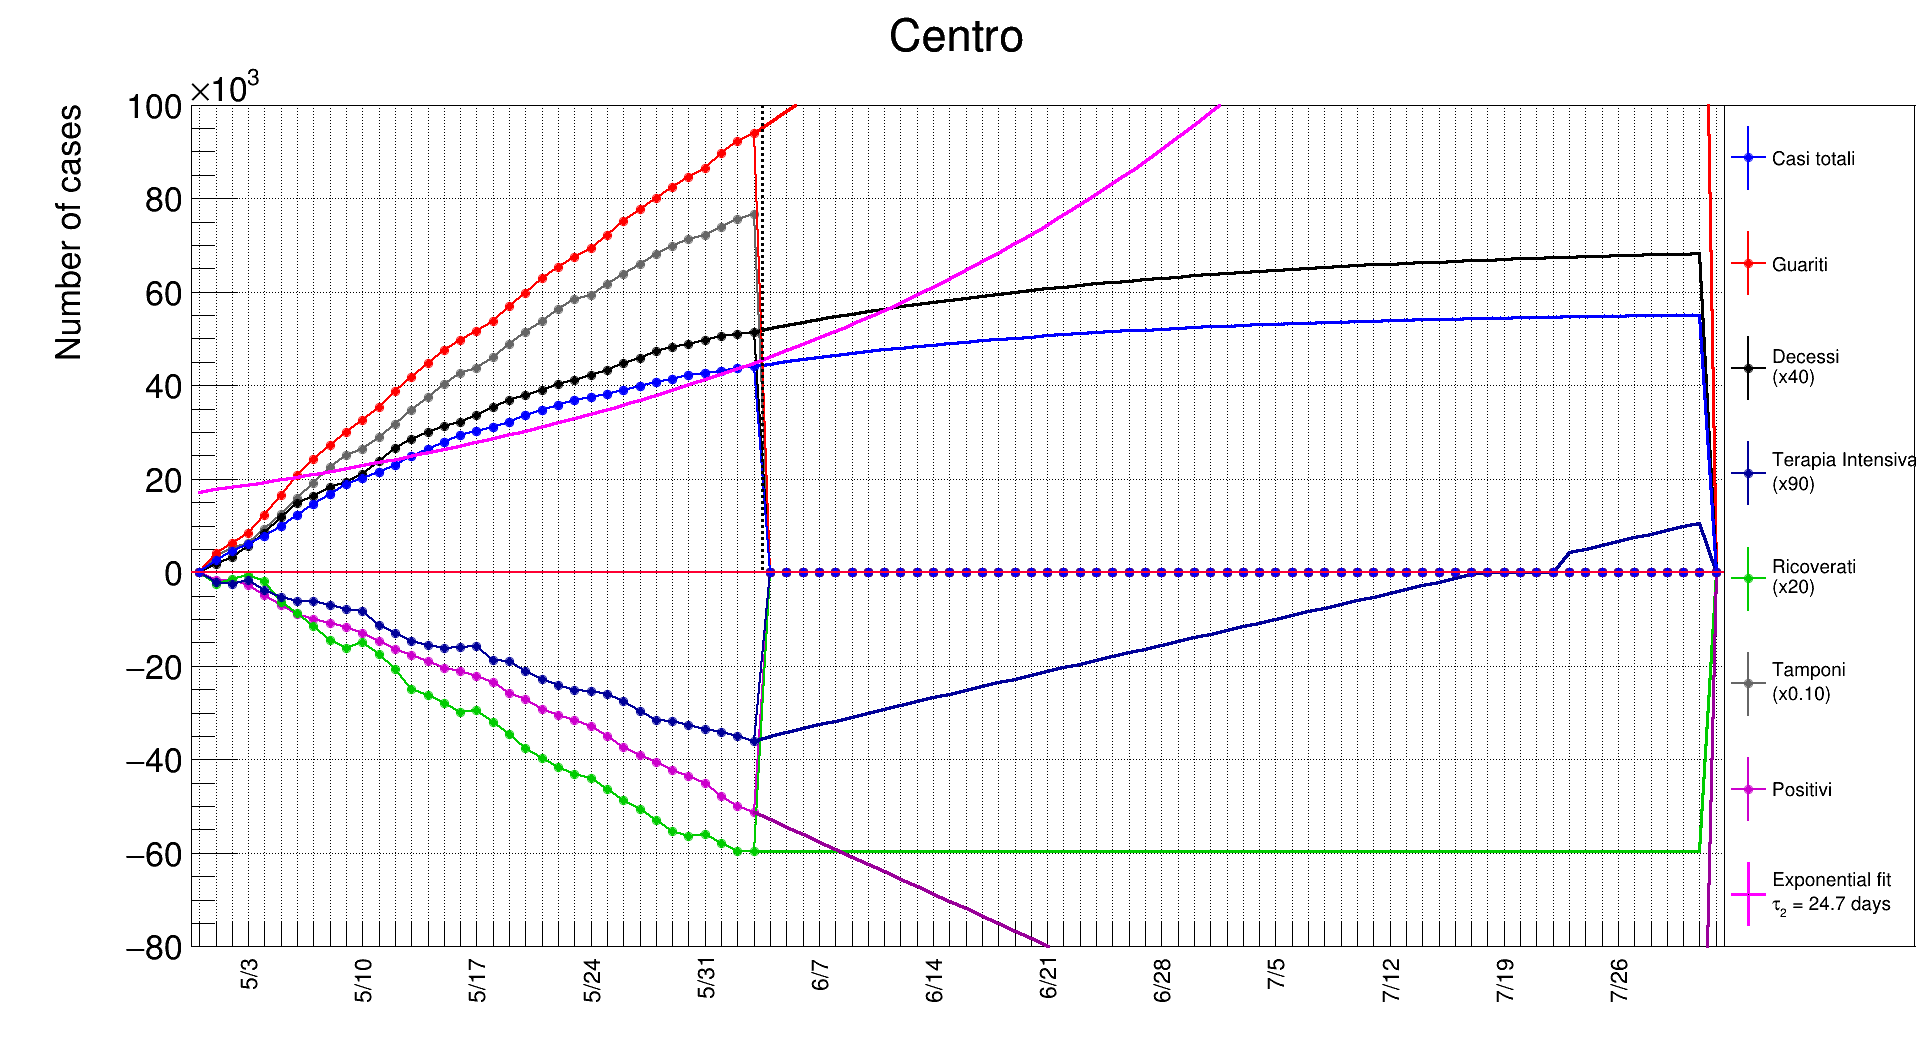 Centro
×10³
Number of cases
100
80
60
40
20
0
−20
−40
−60
−80
5/3
5/10
5/17
5/24
5/31
6/7
6/14
6/21
6/28
7/5
7/12
7/19
7/26
Casi totali
Guariti
Decessi
(x40)
Terapia Intensiva
(x90)
Ricoverati
(x20)
Tamponi
(x0.10)
Positivi
Exponential fit
τ₂ = 24.7 days